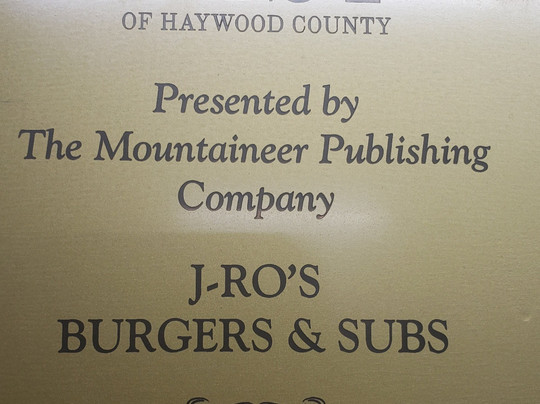 OF HAYWOOD COUNTY
Presented by
The Mountaineer Publishing
Company
J-RO'S
BURGERS & SUBS